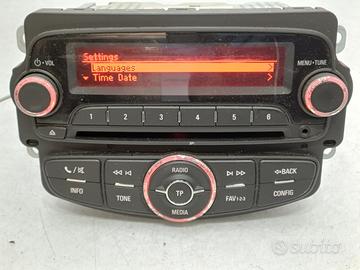 Settings
VOL
MENU • TUNE
Languages
Time Date
1 2 3 4 5 6
RADIO
BACK
INFO
TONE
TP
FAV 1-2-3
CONFIG
MEDIA
subito